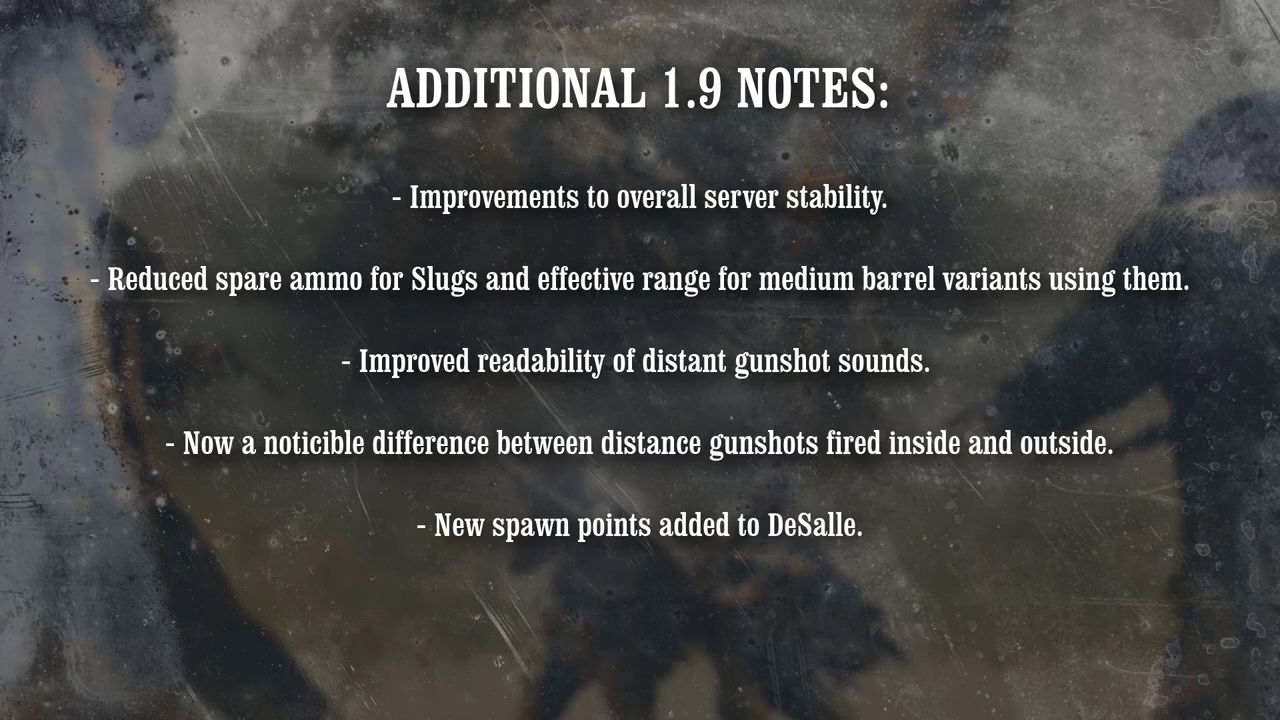 ADDITIONAL 1.9 NOTES:
- Improvements to overall server stability.
- Reduced spare ammo for Slugs and effective range for medium barrel variants using them.
- Improved readability of distant gunshot sounds.
- Now a noticible difference between distance gunshots fired inside and outside.
- New spawn points added to DeSalle.